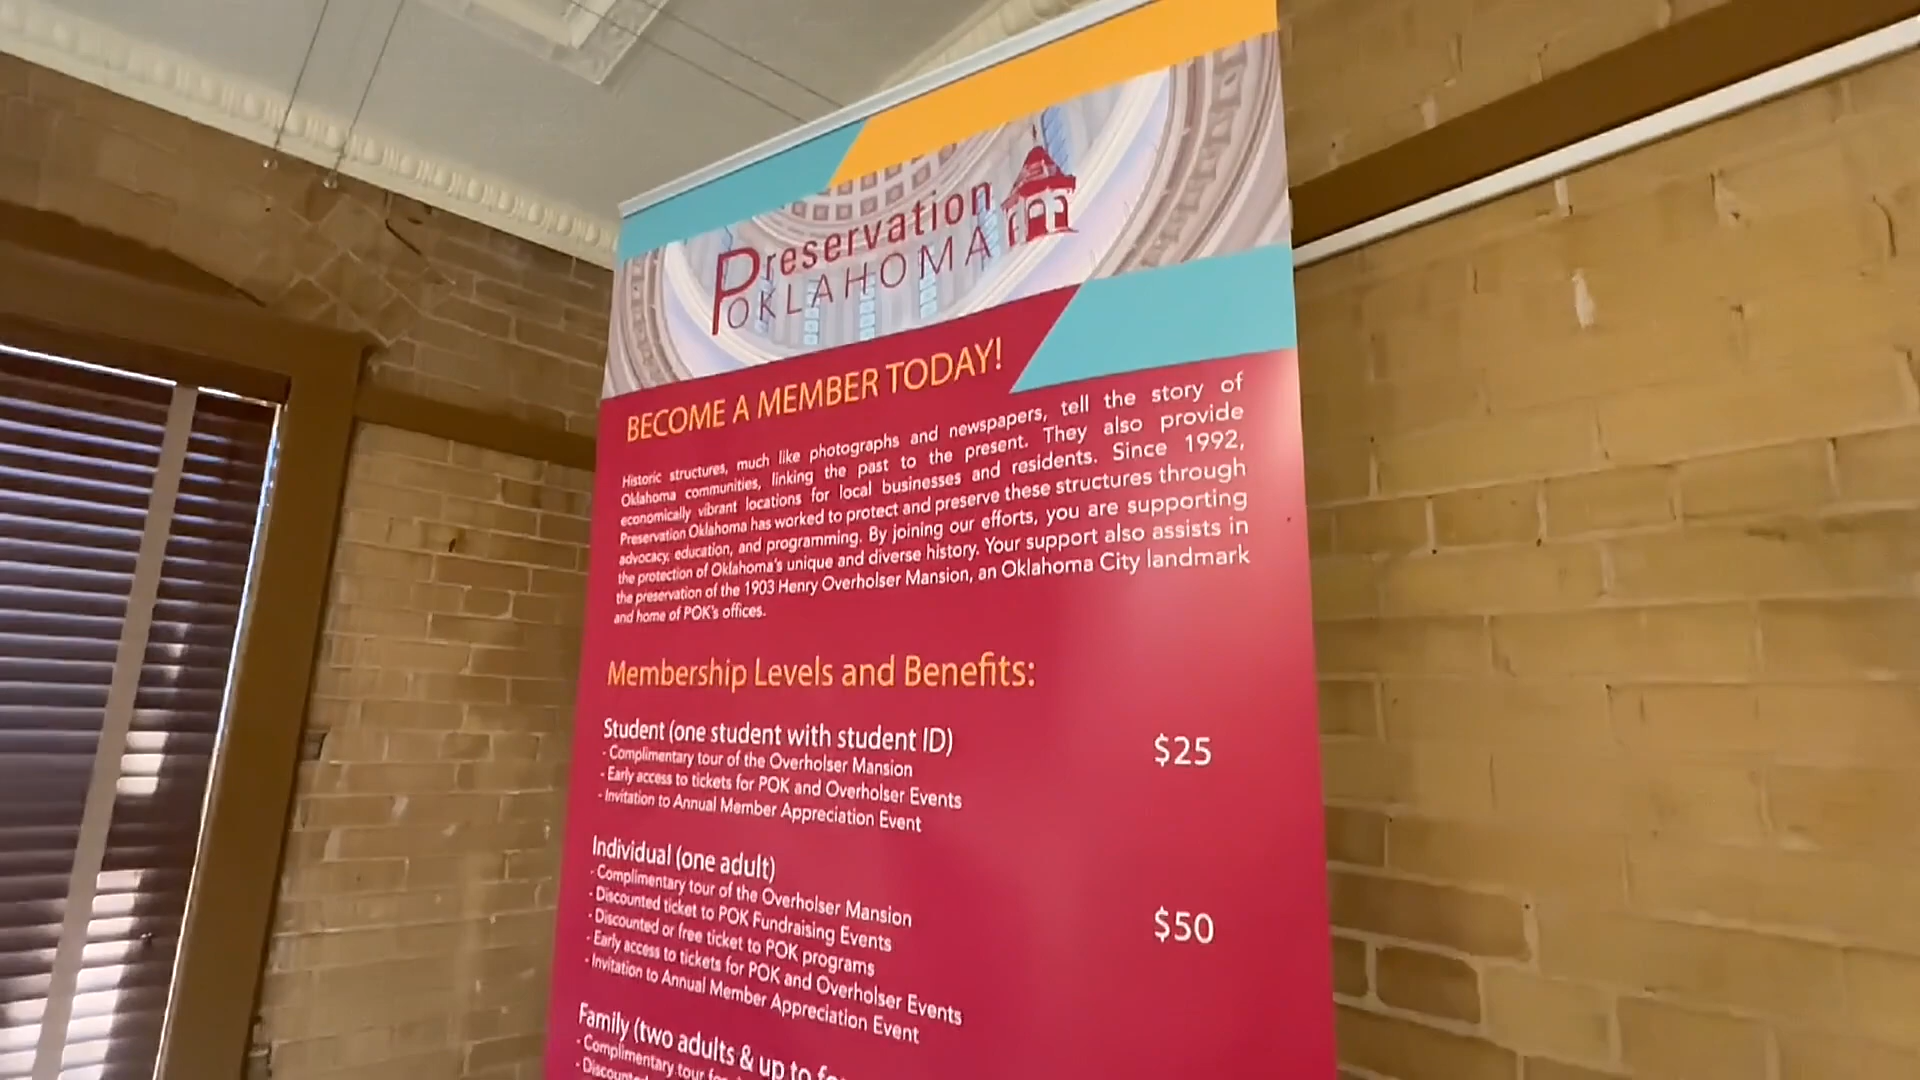 Preservation
OKLAHOMA
BECOME A MEMBER TODAY!
Historic structures, much like photographs and newspapers, tell the story of
Oklahoma communities, linking the past to the present. They also provide
economically vibrant locations for local businesses and residents. Since 1992,
Preservation Oklahoma has worked to protect and preserve these structures through
advocacy, education, and programming. By joining our efforts, you are supporting
the protection of Oklahoma's unique and diverse history. Your support also assists in
the preservation of the 1903 Henry Overholser Mansion, an Oklahoma City landmark
and home of POK's offices.
Membership Levels and Benefits:
Student (one student with student ID) $25
- Complimentary tour of the Overholser Mansion
- Early access to tickets for POK and Overholser Events
- Invitation to Annual Member Appreciation Event
Individual (one adult) $50
- Complimentary tour of the Overholser Mansion
- Discounted ticket to POK Fundraising Events
- Discounted or free ticket to POK programs
- Early access to tickets for POK and Overholser Events
- Invitation to Annual Member Appreciation Event
Family (two adults & up to
- Complimentary tour